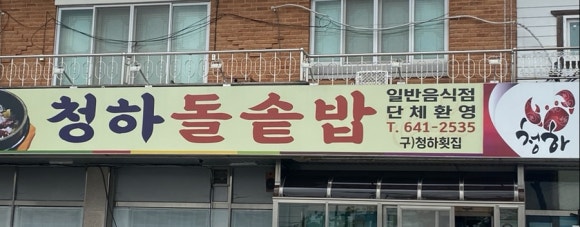 청하돌솥밥
일반음식점
단체환영
T. 641-2535
구)청하횟집
청하